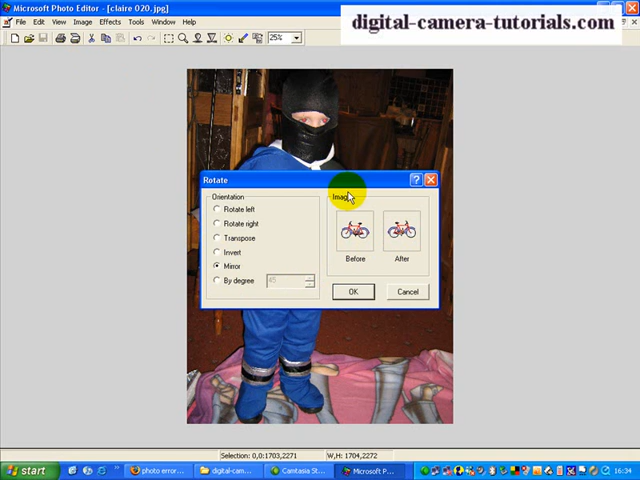 Microsoft Photo Editor - [claire 020.jpg]
digital-camera-tutorials.com
File Edit View Image Effects Tools Window Help
25%
Rotate
Orientation
Rotate left
Rotate right
Transpose
Invert
Mirror
By degree
45
Image
Before
After
OK
Cancel
Selection: 0,0:1703,2271
W,H: 1704,2272
start
photo error...
digital-cam...
Camtasia St...
Microsoft P...
16:34